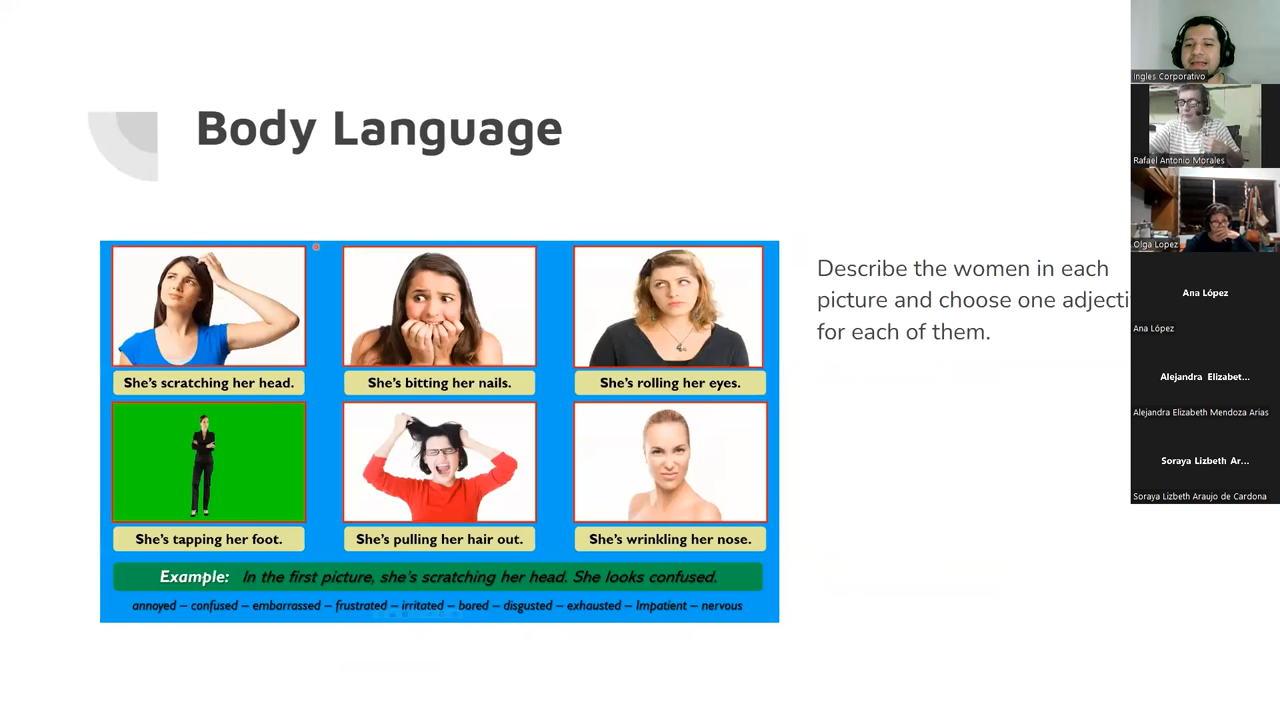 Body Language
Describe the women in each
picture and choose one adjecti
for each of them.
She's scratching her head.
She's bitting her nails.
She's rolling her eyes.
She's tapping her foot.
She's pulling her hair out.
She's wrinkling her nose.
Example: In the first picture, she's scratching her head. She looks confused.
annoyed – confused – embarrassed – frustrated – irritated – bored – disgusted – exhausted – Impatient – nervous
Ingles Corporativo
Rafael Antonio Morales
Olga Lopez
Ana López
Ana López
Alejandra Elizabet...
Alejandra Elizabeth Mendoza Arias
Soraya Lizbeth Ar...
Soraya Lizbeth Araujo de Cardona